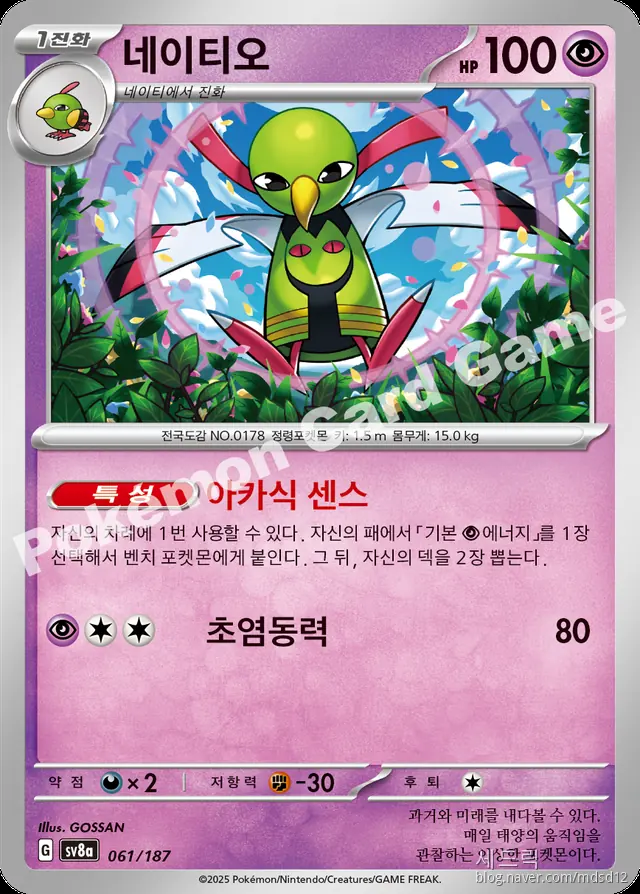 1진화 네이티오 HP 100
네이티에서 진화
전국도감 NO.0178 정령포켓몬 키: 1.5 m 몸무게: 15.0 kg
특성 아카식 센스
자신의 차례에 1번 사용할 수 있다. 자신의 패에서 「기본 에너지」를 1장
선택해서 벤치 포켓몬에게 붙인다. 그 뒤, 자신의 덱을 2장 뽑는다.
초염동력 80
약점 ×2 저항력 -30 후퇴
과거와 미래를 내다볼 수 있다.
매일 태양의 움직임을
관찰하는 이상한 포켓몬이다.
Illus. GOSSAN
G sv8a 061/187
©2025 Pokémon/Nintendo/Creatures/GAME FREAK.
Pokémon Card Game
세드릭
blog.naver.com/mdsd12